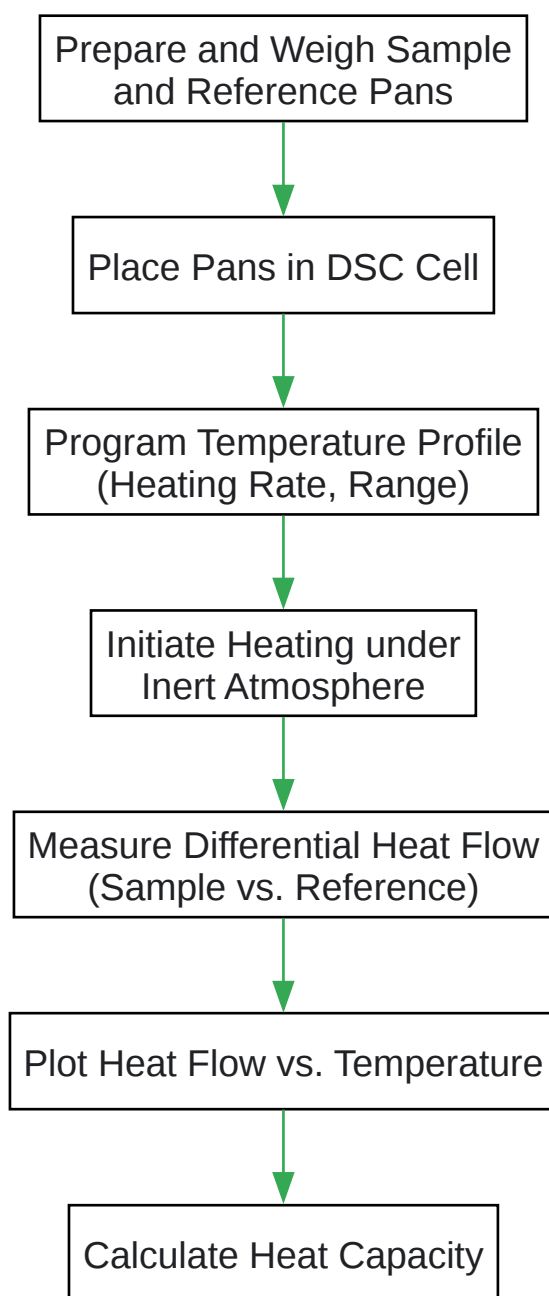 Prepare and Weigh Sample
and Reference Pans
Place Pans in DSC Cell
Program Temperature Profile
(Heating Rate, Range)
Initiate Heating under
Inert Atmosphere
Measure Differential Heat Flow
(Sample vs. Reference)
Plot Heat Flow vs. Temperature
Calculate Heat Capacity